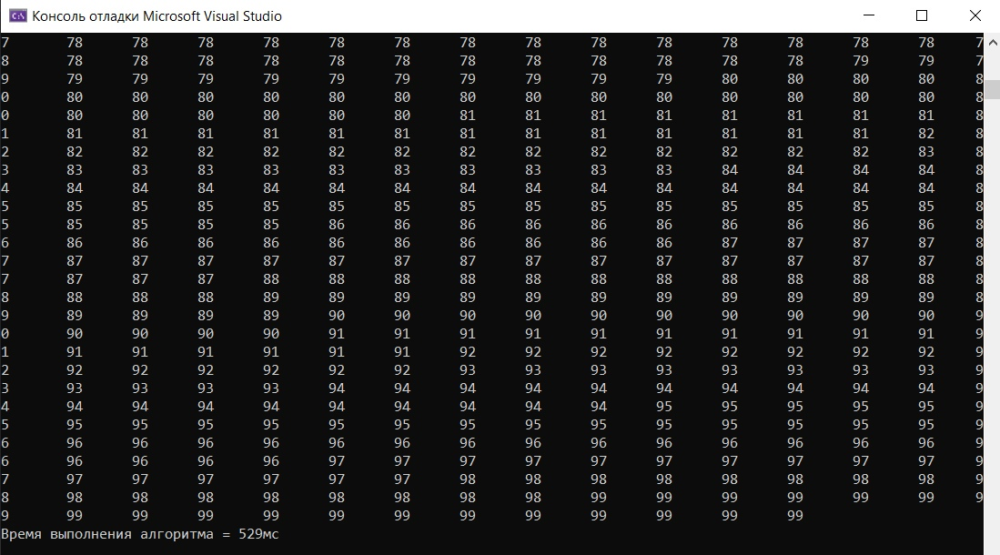 Консоль отладки Microsoft Visual Studio
7 78 78 78 78 78 78 78 78 78 78 78 78 78 78 7
8 78 78 78 78 78 78 78 78 78 78 78 78 79 79 7
9 79 79 79 79 79 79 79 79 79 79 80 80 80 80 8
0 80 80 80 80 80 80 80 80 80 80 80 80 80 80 8
0 80 80 80 80 80 80 81 81 81 81 81 81 81 81 8
1 81 81 81 81 81 81 81 81 81 81 81 81 81 82 8
2 82 82 82 82 82 82 82 82 82 82 82 82 82 83 8
3 83 83 83 83 83 83 83 83 83 83 84 84 84 84 8
4 84 84 84 84 84 84 84 84 84 84 84 84 84 84 8
5 85 85 85 85 85 85 85 85 85 85 85 85 85 85 8
5 85 85 85 85 86 86 86 86 86 86 86 86 86 86 8
6 86 86 86 86 86 86 86 86 86 86 87 87 87 87 8
7 87 87 87 87 87 87 87 87 87 87 87 87 87 87 8
7 87 87 87 88 88 88 88 88 88 88 88 88 88 88 8
8 88 88 88 89 89 89 89 89 89 89 89 89 89 89 8
9 89 89 89 89 90 90 90 90 90 90 90 90 90 90 9
0 90 90 90 90 91 91 91 91 91 91 91 91 91 91 9
1 91 91 91 91 91 91 92 92 92 92 92 92 92 92 9
2 92 92 92 92 92 92 93 93 93 93 93 93 93 93 9
3 93 93 93 93 94 94 94 94 94 94 94 94 94 94 9
4 94 94 94 94 94 94 94 94 94 95 95 95 95 95 9
5 95 95 95 95 95 95 95 95 95 95 95 95 95 95 9
6 96 96 96 96 96 96 96 96 96 96 96 96 96 96 9
6 96 96 96 96 97 97 97 97 97 97 97 97 97 97 9
7 97 97 97 97 97 97 98 98 98 98 98 98 98 98 9
8 98 98 98 98 98 98 98 98 99 99 99 99 99 99 9
9 99 99 99 99 99 99 99 99 99 99 99 99
Время выполнения алгоритма = 529мс